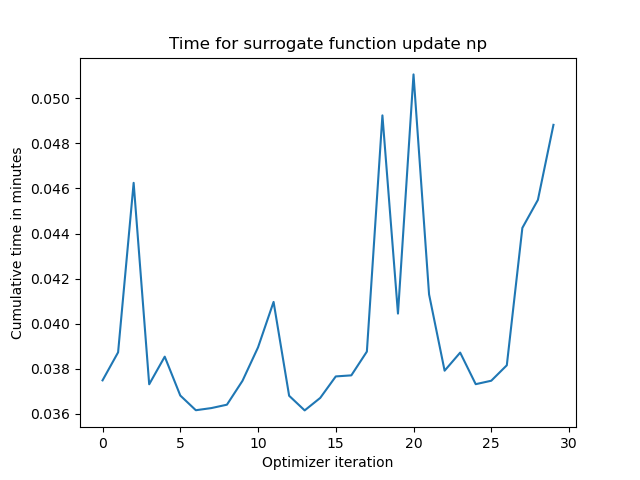 Time for surrogate function update np
Cumulative time in minutes
0.050
0.048
0.046
0.044
0.042
0.040
0.038
0.036
0 5 10 15 20 25 30
Optimizer iteration